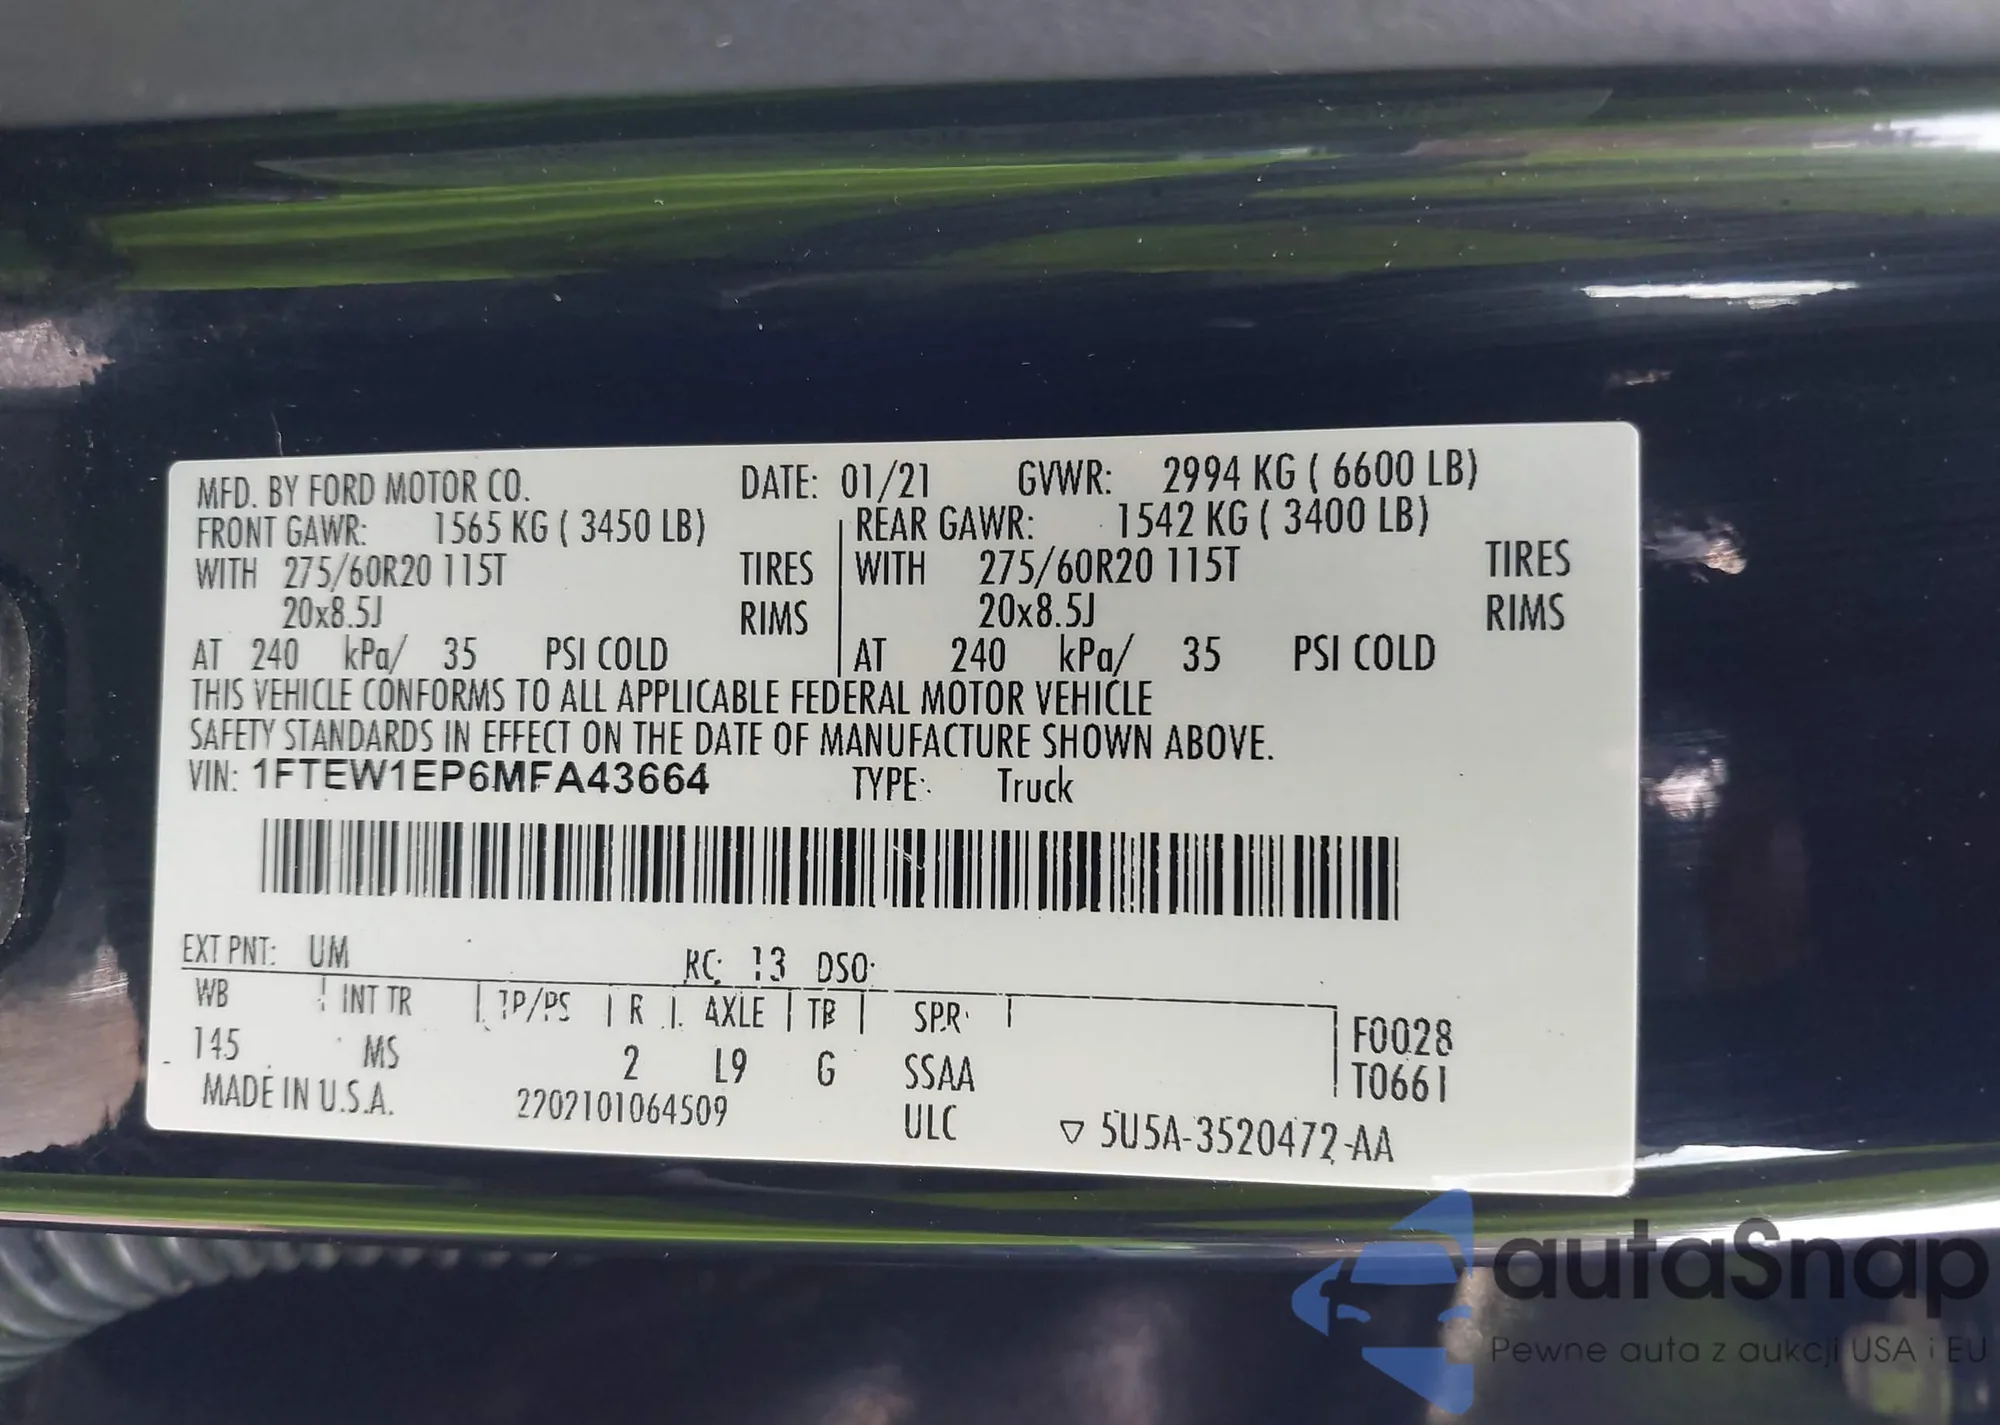 MFD. BY FORD MOTOR CO. DATE: 01/21 GVWR: 2994 KG ( 6600 LB)
FRONT GAWR: 1565 KG ( 3450 LB) REAR GAWR: 1542 KG ( 3400 LB)
WITH 275/60R20 115T TIRES WITH 275/60R20 115T TIRES
20x8.5J RIMS 20x8.5J RIMS
AT 240 kPa/ 35 PSI COLD AT 240 kPa/ 35 PSI COLD
THIS VEHICLE CONFORMS TO ALL APPLICABLE FEDERAL MOTOR VEHICLE
SAFETY STANDARDS IN EFFECT ON THE DATE OF MANUFACTURE SHOWN ABOVE.
VIN: 1FTEW1EP6MFA43664 TYPE: Truck
EXT PNT: UM RC: 13 DSO:
WB INT TR TP/PS R AXLE TR SPR F0028
145 MS 2 L9 G SSAA T0661
MADE IN U.S.A. 2202101064509 ULC ▽ 5U5A-3520472-AA
autaSnap
Pewne auta z aukcji USA i EU